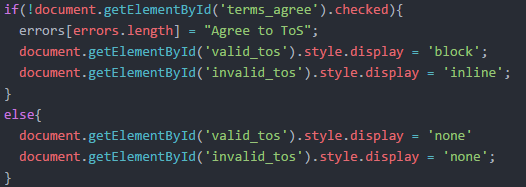 if(!document.getElementById('terms_agree').checked){
  errors[errors.length] = "Agree to ToS";
  document.getElementById('valid_tos').style.display = 'block';
  document.getElementById('invalid_tos').style.display = 'inline';
}
else{
  document.getElementById('valid_tos').style.display = 'none'
  document.getElementById('invalid_tos').style.display = 'none';
}